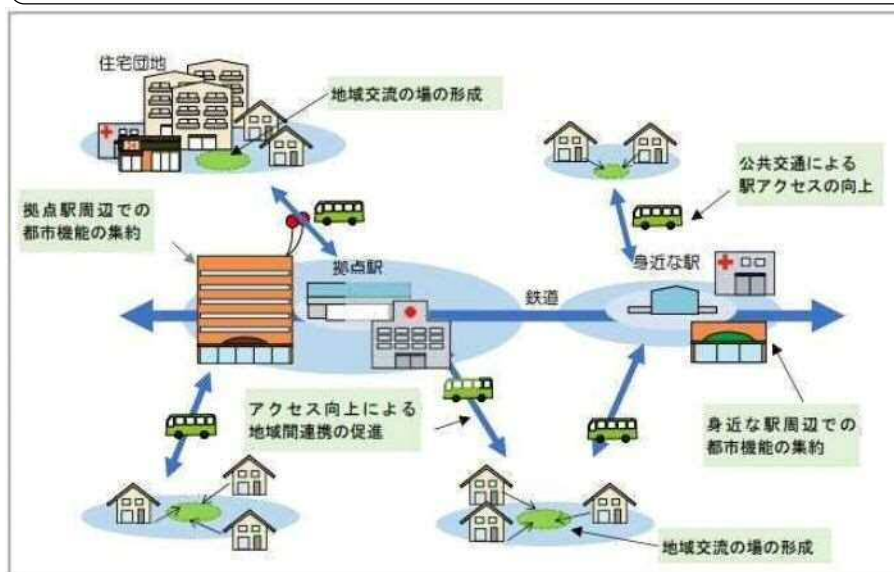 住宅団地
地域交流の場の形成
公共交通による
駅アクセスの向上
拠点駅周辺での
都市機能の集約
拠点駅
身近な駅
鉄道
アクセス向上による
地域間連携の促進
身近な駅周辺での
都市機能の集約
地域交流の場の形成